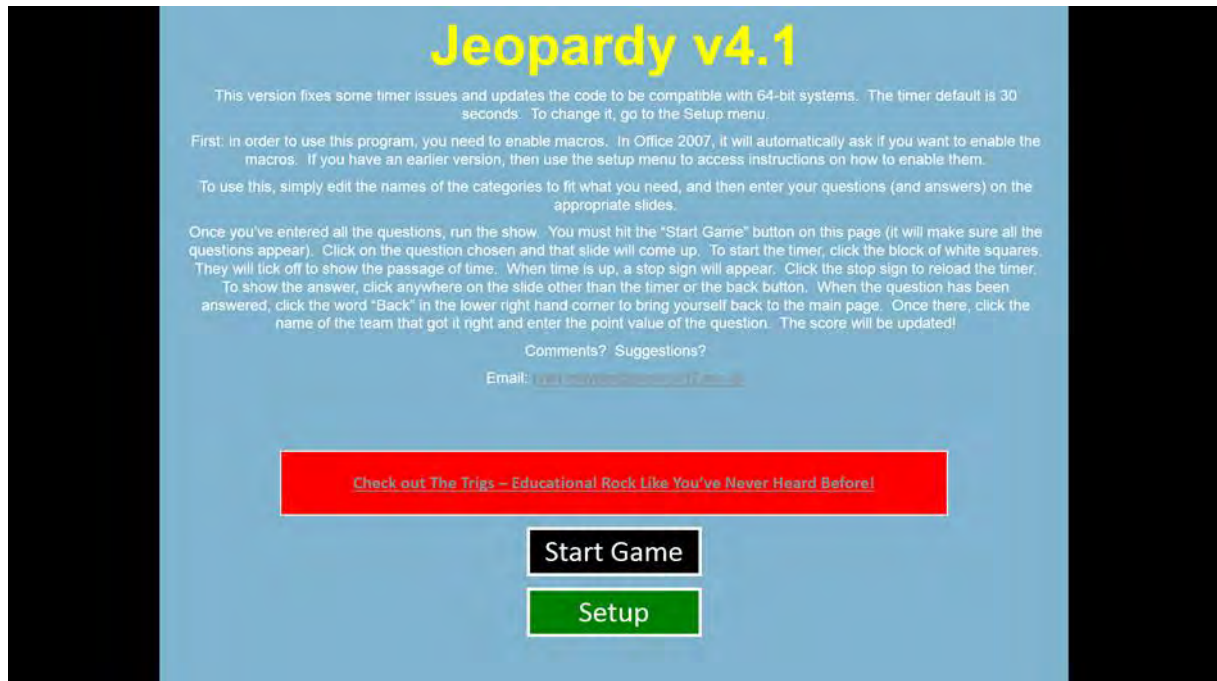 Jeopardy v4.1
This version fixes some timer issues and updates the code to be compatible with 64-bit systems. The timer default is 30
seconds. To change it, go to the Setup menu.
First: in order to use this program, you need to enable macros. In Office 2007, it will automatically ask if you want to enable the
macros. If you have an earlier version, then use the setup menu to access instructions on how to enable them.
To use this, simply edit the names of the categories to fit what you need, and then enter your questions (and answers) on the
appropriate slides.
Once you've entered all the questions, run the show. You must hit the “Start Game” button on this page (it will make sure all the
questions appear). Click on the question chosen and that slide will come up. To start the timer, click the block of white squares.
They will tick off to show the passage of time. When time is up, a stop sign will appear. Click the stop sign to reload the timer.
To show the answer, click anywhere on the slide other than the timer or the back button. When the question has been
answered, click the word “Back” in the lower right hand corner to bring yourself back to the main page. Once there, click the
name of the team that got it right and enter the point value of the question. The score will be updated!
Comments? Suggestions?
Email:
Check out The Trigs – Educational Rock Like You've Never Heard Before!
Start Game
Setup